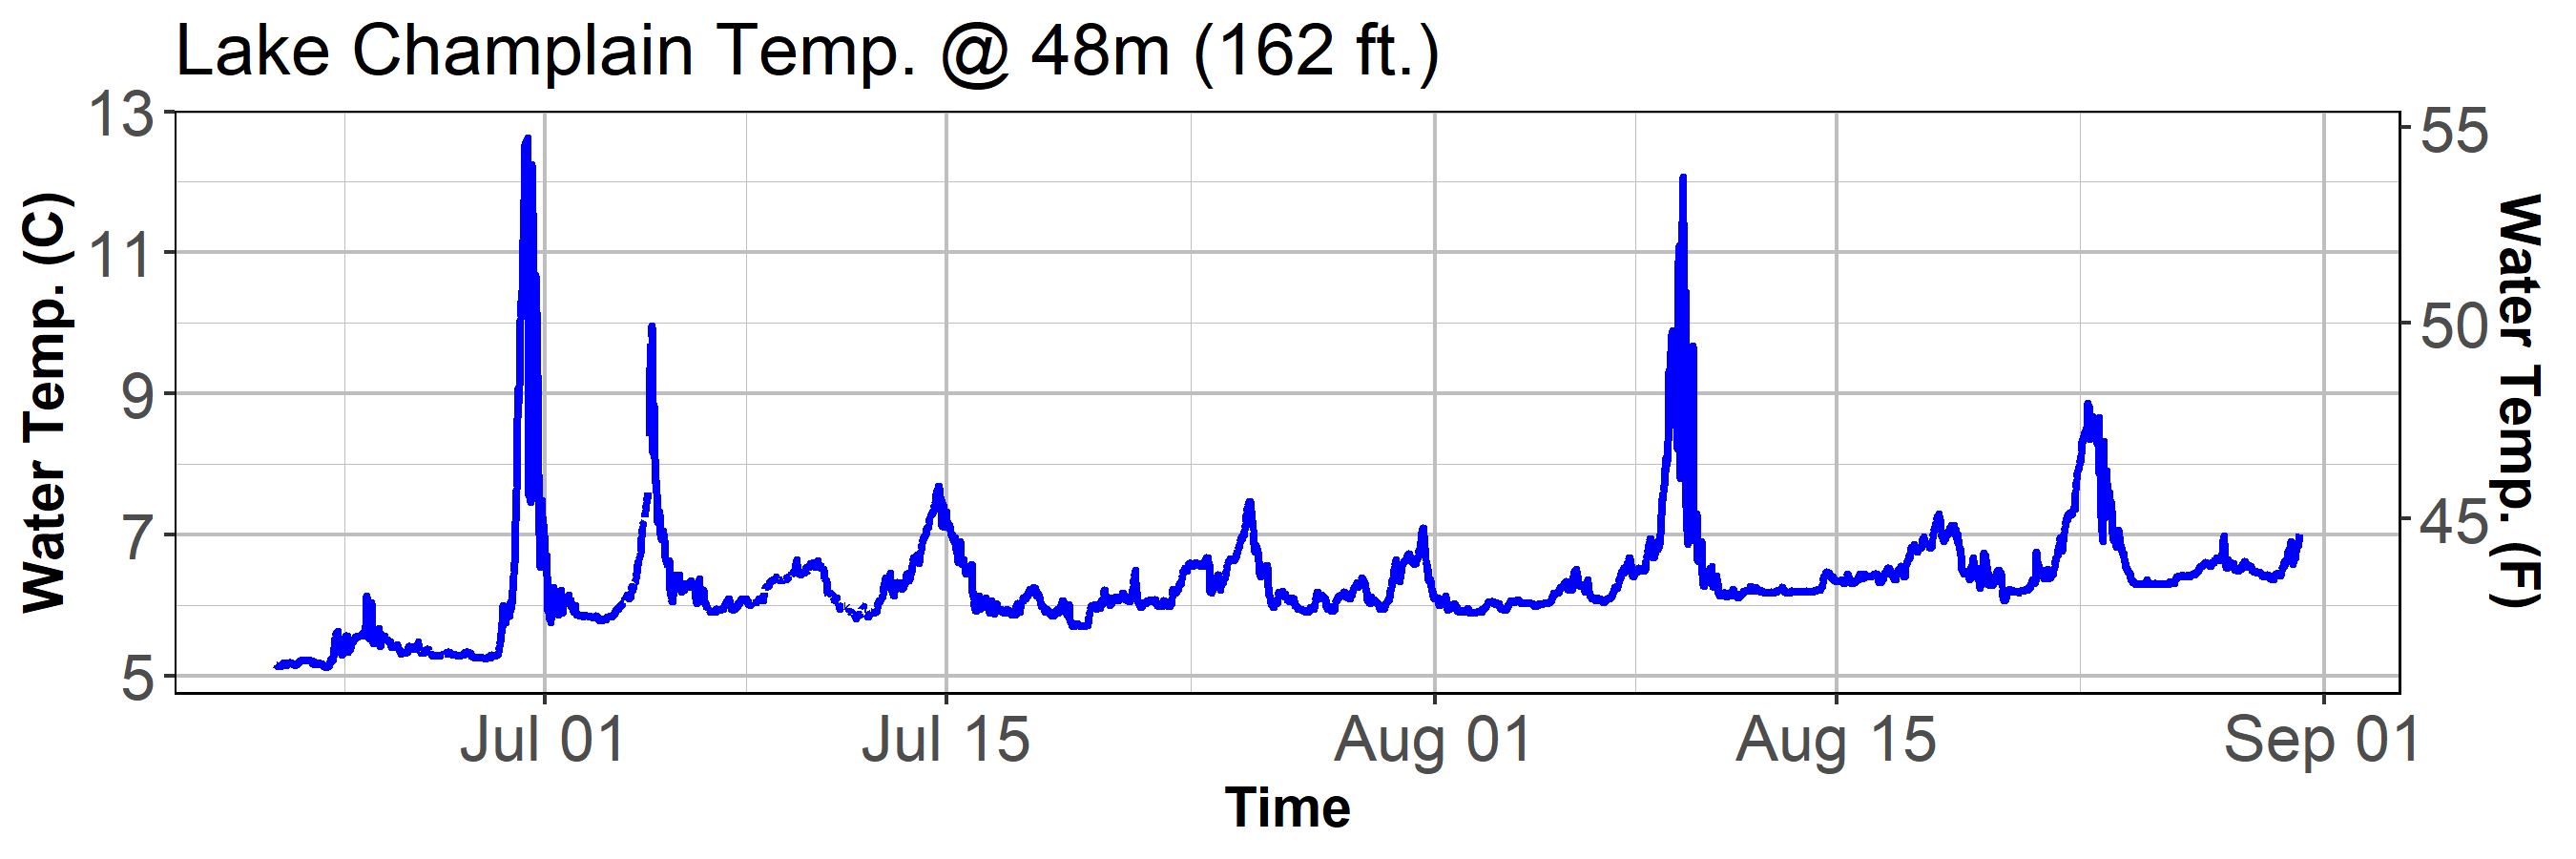 Lake Champlain Temp. @ 48m (162 ft.)
Water Temp. (C)
13
11
9
7
5
55
50
45
Water Temp. (F)
Jul 01
Jul 15
Aug 01
Aug 15
Sep 01
Time